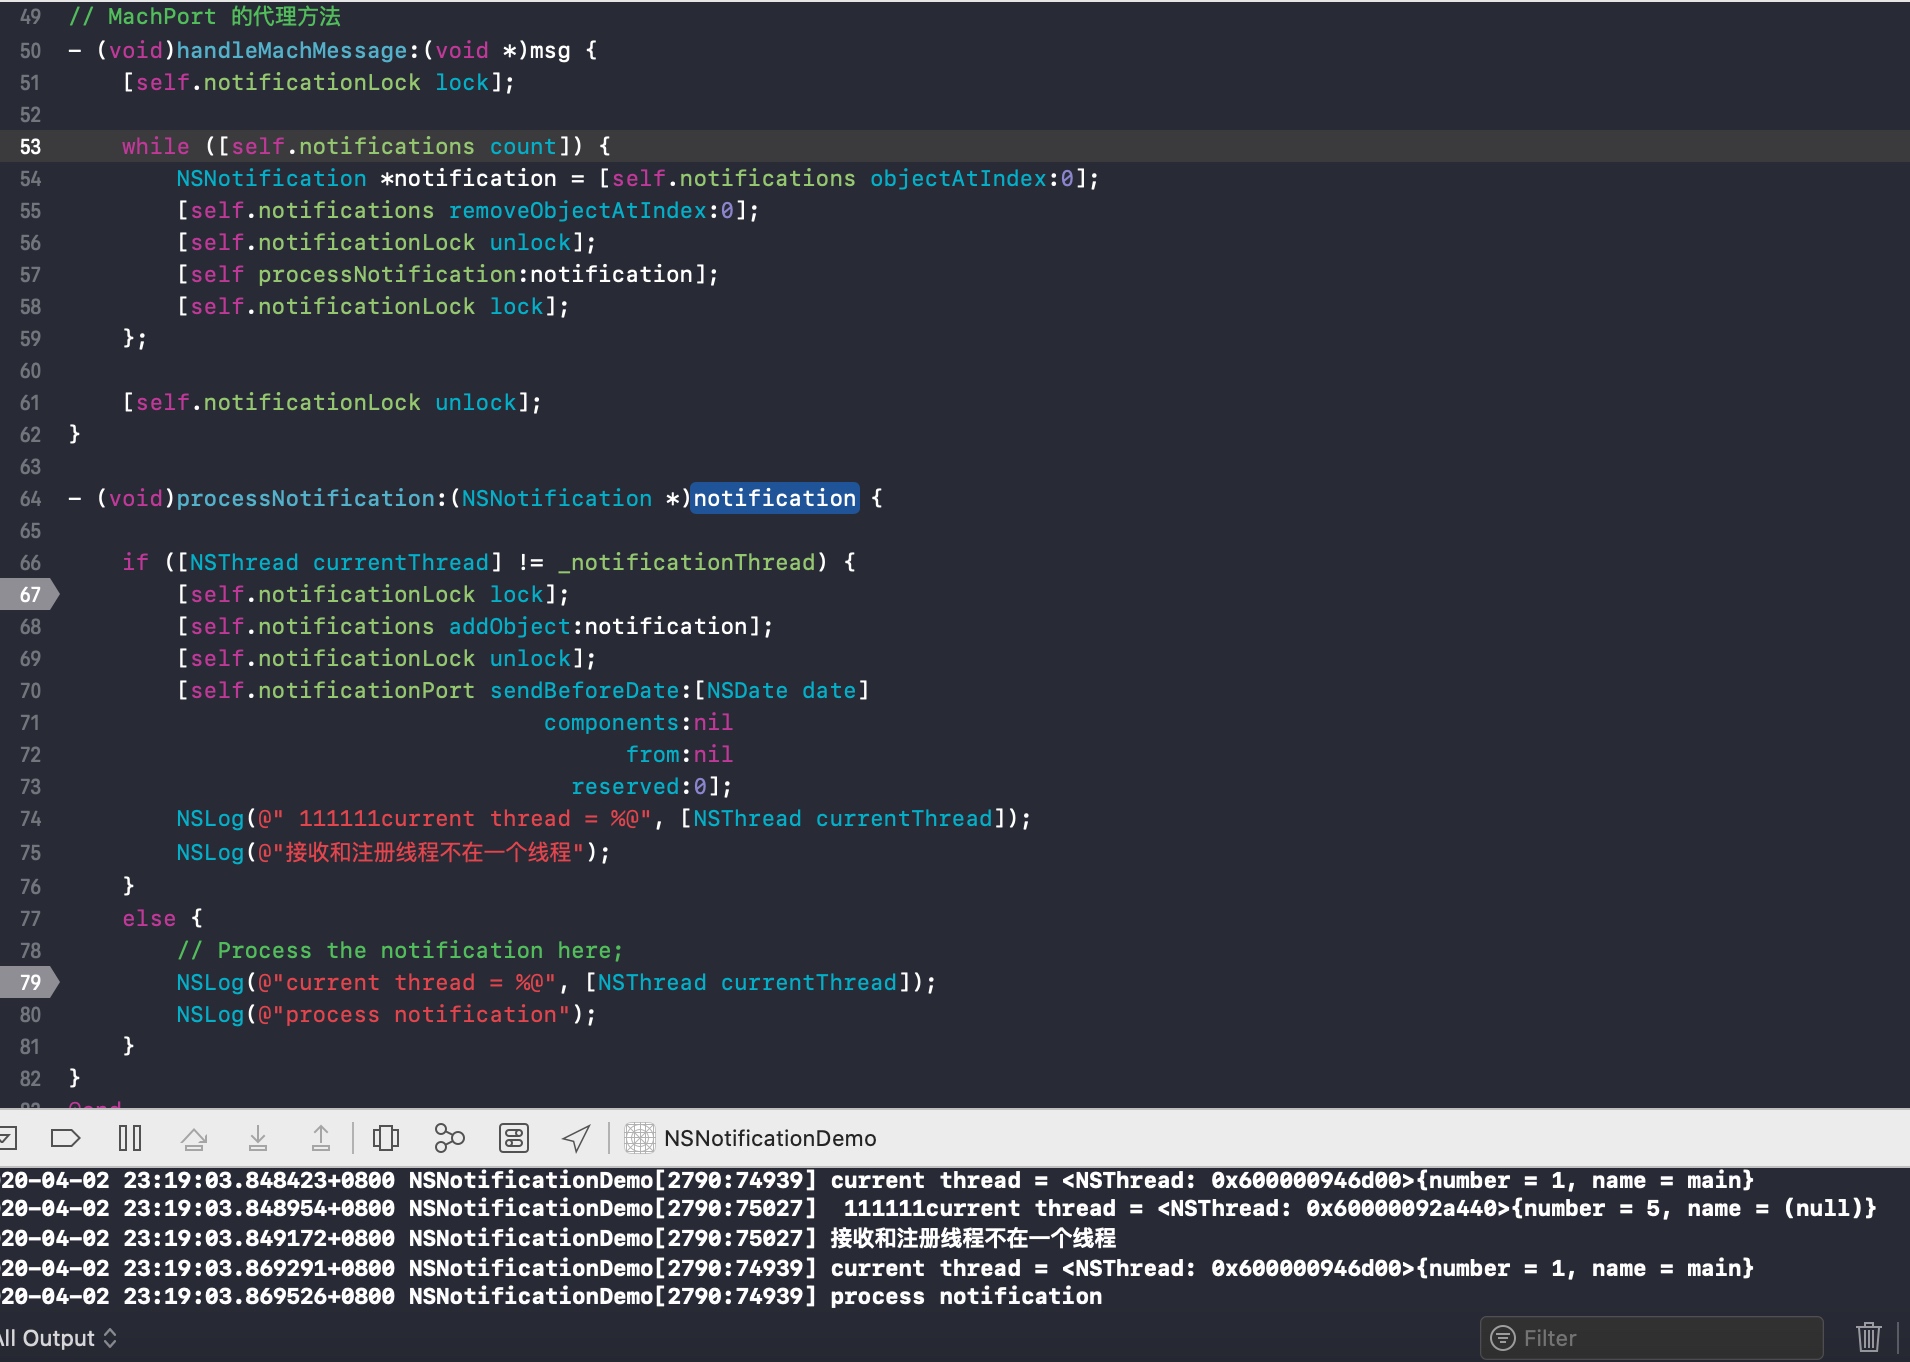 49 // MachPort 的代理方法
50 - (void)handleMachMessage:(void *)msg {
51 [self.notificationLock lock];
52
53 while ([self.notifications count]) {
54 NSNotification *notification = [self.notifications objectAtIndex:0];
55 [self.notifications removeObjectAtIndex:0];
56 [self.notificationLock unlock];
57 [self processNotification:notification];
58 [self.notificationLock lock];
59 };
60
61 [self.notificationLock unlock];
62 }
63
64 - (void)processNotification:(NSNotification *)notification {
65
66 if ([NSThread currentThread] != _notificationThread) {
67 [self.notificationLock lock];
68 [self.notifications addObject:notification];
69 [self.notificationLock unlock];
70 [self.notificationPort sendBeforeDate:[NSDate date]
71 components:nil
72 from:nil
73 reserved:0];
74 NSLog(@" 111111current thread = %@", [NSThread currentThread]);
75 NSLog(@"接收和注册线程不在一个线程");
76 }
77 else {
78 // Process the notification here;
79 NSLog(@"current thread = %@", [NSThread currentThread]);
80 NSLog(@"process notification");
81 }
82 }
NSNotificationDemo
20-04-02 23:19:03.848423+0800 NSNotificationDemo[2790:74939] current thread = <NSThread: 0x600000946d00>{number = 1, name = main}
20-04-02 23:19:03.848954+0800 NSNotificationDemo[2790:75027]  111111current thread = <NSThread: 0x60000092a440>{number = 5, name = (null)}
20-04-02 23:19:03.849172+0800 NSNotificationDemo[2790:75027] 接收和注册线程不在一个线程
20-04-02 23:19:03.869291+0800 NSNotificationDemo[2790:74939] current thread = <NSThread: 0x600000946d00>{number = 1, name = main}
20-04-02 23:19:03.869526+0800 NSNotificationDemo[2790:74939] process notification
All Output
Filter